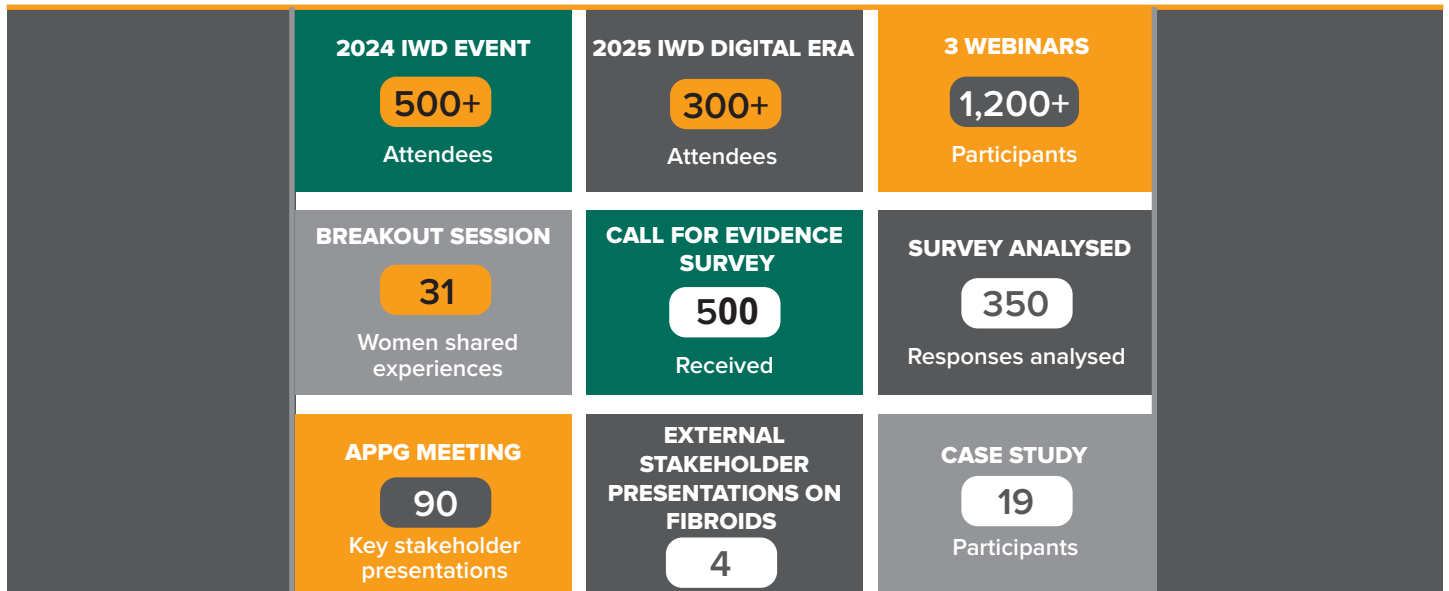 2024 IWD EVENT
500+
Attendees
2025 IWD DIGITAL ERA
300+
Attendees
3 WEBINARS
1,200+
Participants
BREAKOUT SESSION
31
Women shared
experiences
CALL FOR EVIDENCE
SURVEY
500
Received
SURVEY ANALYSED
350
Responses analysed
APPG MEETING
90
Key stakeholder
presentations
EXTERNAL
STAKEHOLDER
PRESENTATIONS ON
FIBROIDS
4
CASE STUDY
19
Participants